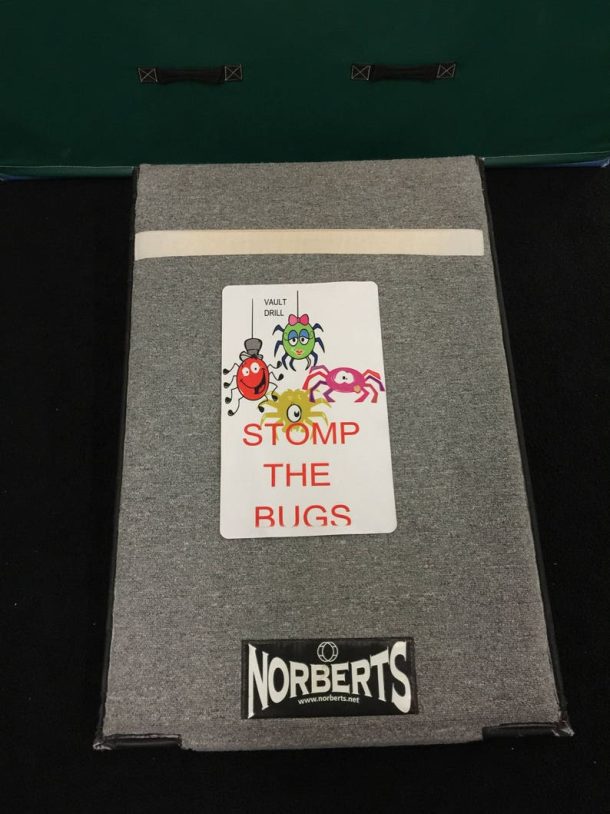 VAULT
DRILL
STOMP
THE
BUGS
NORBERTS
www.norberts.net